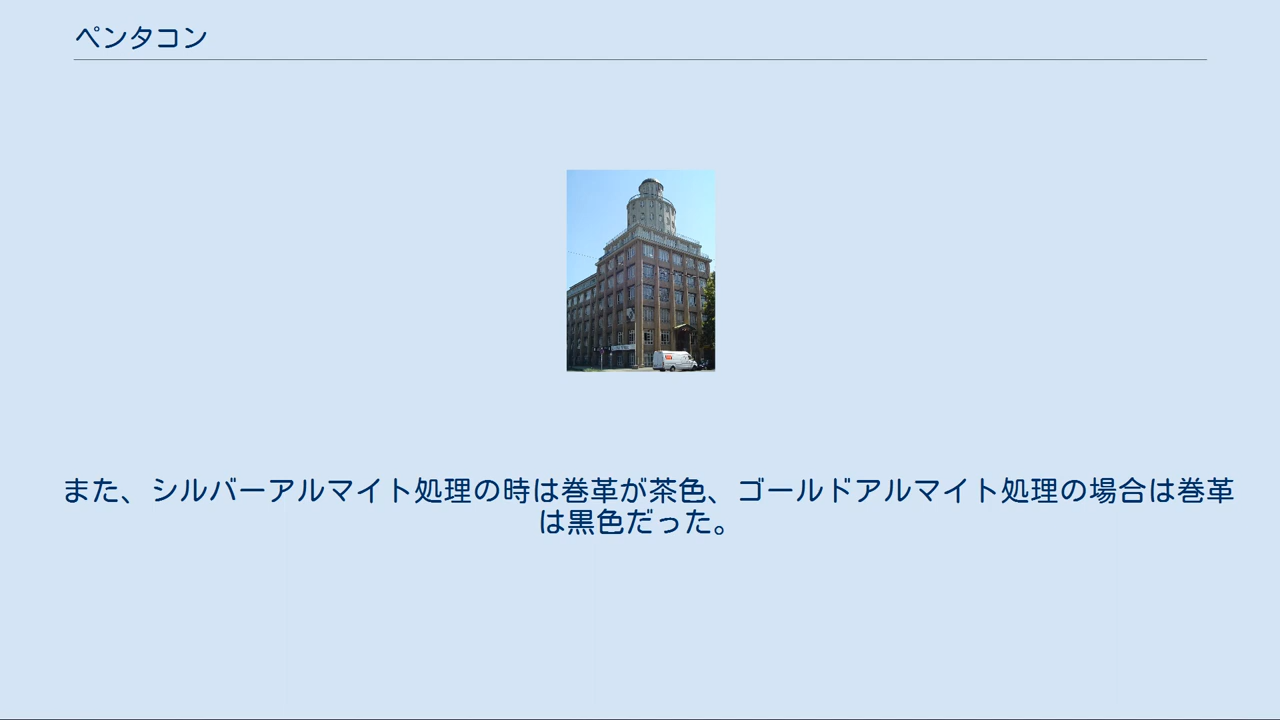 ペンタコン
また、シルバーアルマイト処理の時は巻革が茶色、ゴールドアルマイト処理の場合は巻革
は黒色だった。